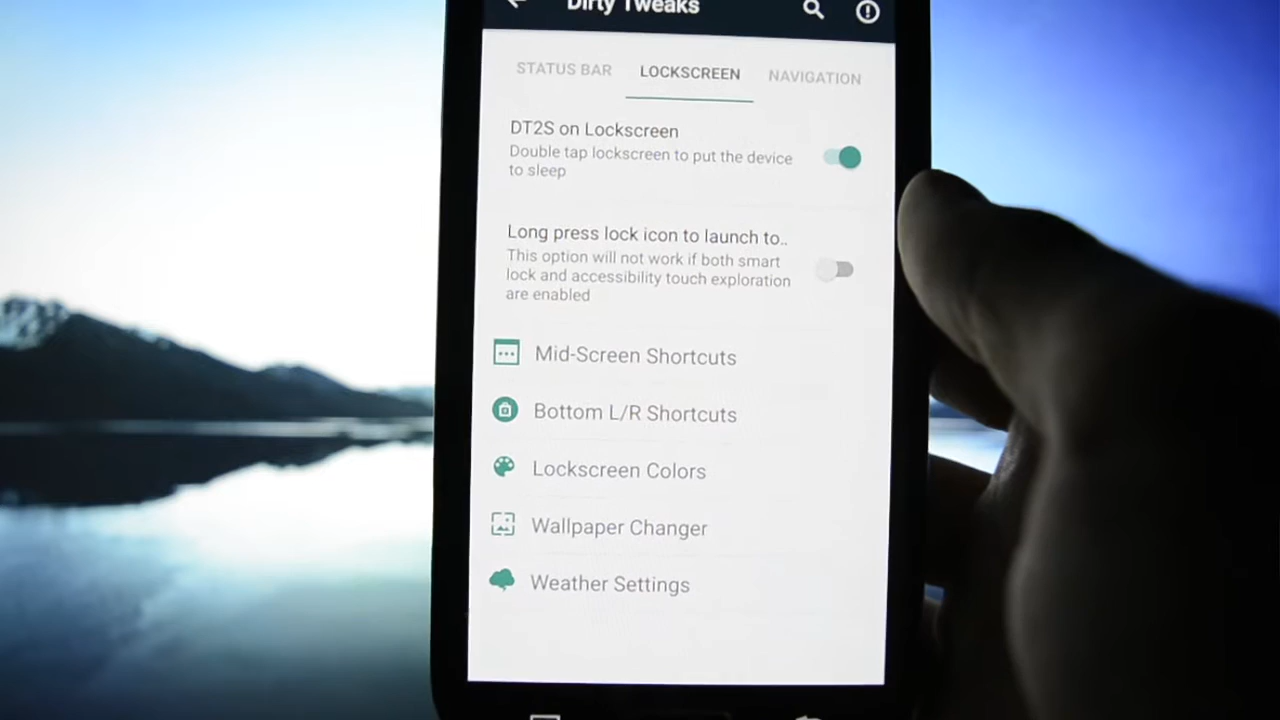 Dirty Tweaks
STATUS BAR LOCKSCREEN NAVIGATION
DT2S on Lockscreen
Double tap lockscreen to put the device
to sleep
Long press lock icon to launch to..
This option will not work if both smart
lock and accessibility touch exploration
are enabled
Mid-Screen Shortcuts
Bottom L/R Shortcuts
Lockscreen Colors
Wallpaper Changer
Weather Settings